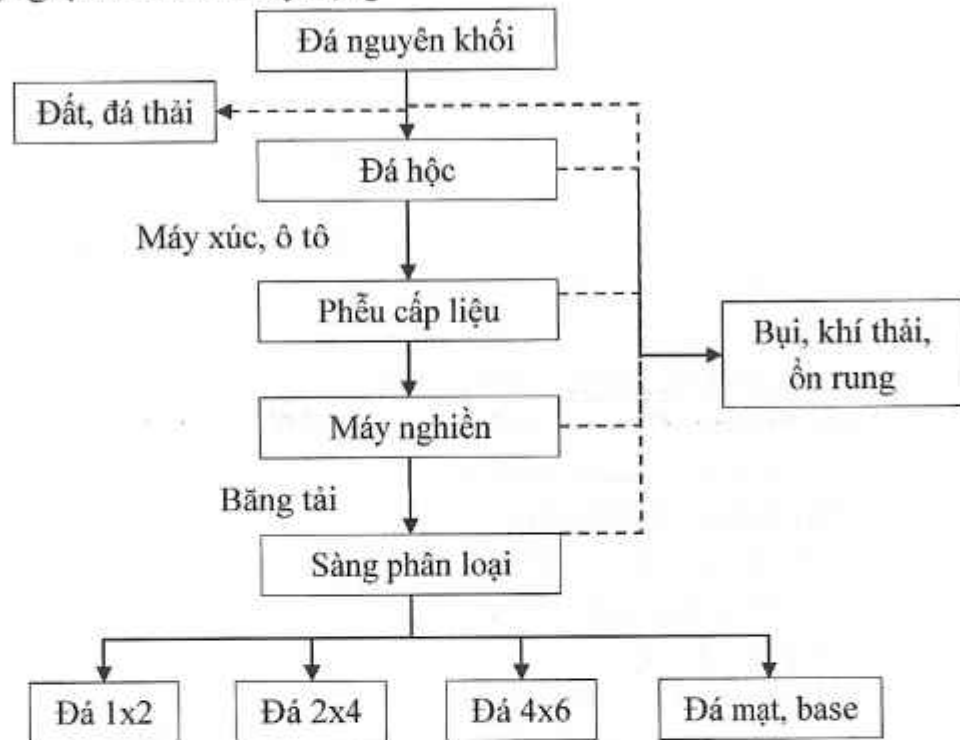 Đá nguyên khối
Đất, đá thải
Đá hộc
Máy xúc, ô tô
Phễu cấp liệu
Bụi, khí thải,
ồn rung
Máy nghiền
Băng tải
Sàng phân loại
Đá 1x2
Đá 2x4
Đá 4x6
Đá mạt, base